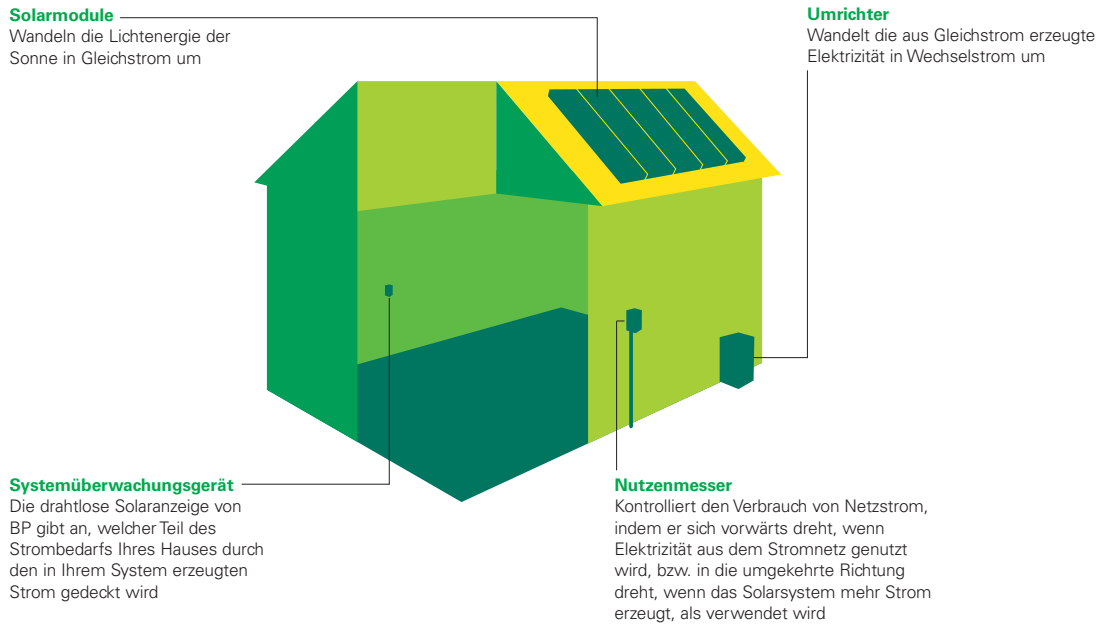 Solarmodule
Wandeln die Lichtenergie der
Sonne in Gleichstrom um
Umrichter
Wandelt die aus Gleichstrom erzeugte
Elektrizität in Wechselstrom um
Systemüberwachungsgerät
Die drahtlose Solaranzeige von
BP gibt an, welcher Teil des
Strombedarfs Ihres Hauses durch
den in Ihrem System erzeugten
Strom gedeckt wird
Nutzenmesser
Kontrolliert den Verbrauch von Netzstrom,
indem er sich vorwärts dreht, wenn
Elektrizität aus dem Stromnetz genutzt
wird, bzw. in die umgekehrte Richtung
dreht, wenn das Solarsystem mehr Strom
erzeugt, als verwendet wird